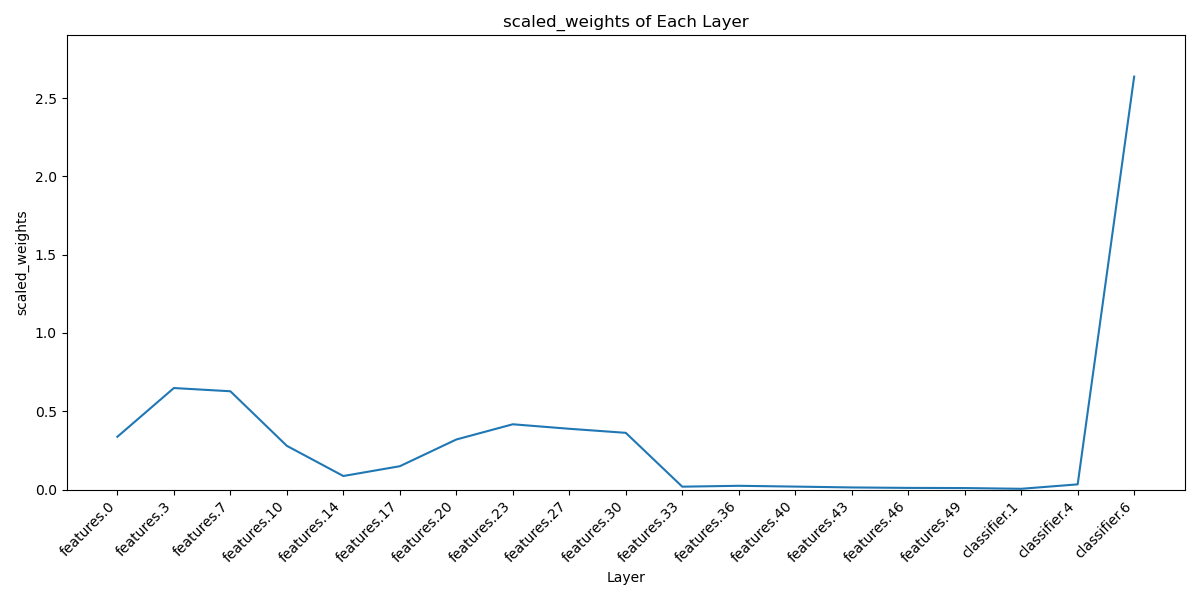 scaled_weights of Each Layer
scaled_weights
2.5
2.0
1.5
1.0
0.5
0.0
features.0
features.3
features.7
features.10
features.14
features.17
features.20
features.23
features.27
features.30
features.33
features.36
features.40
features.43
features.46
features.49
classifier.1
classifier.4
classifier.6
Layer